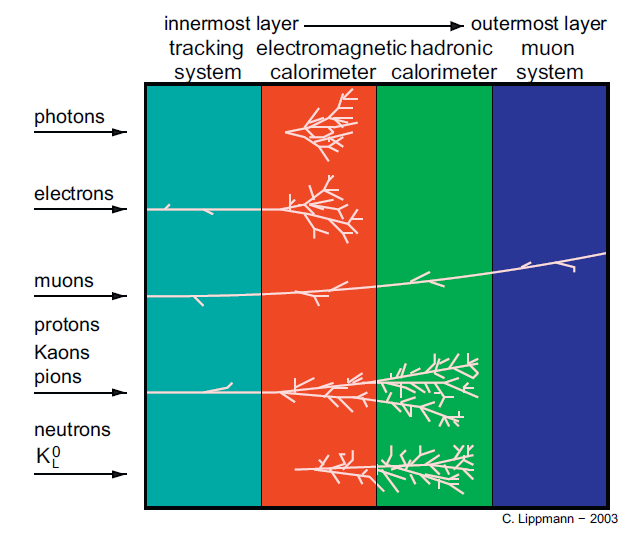 innermost layer outermost layer
tracking electromagnetic hadronic muon
system calorimeter calorimeter system
photons
electrons
muons
protons
Kaons
pions
neutrons
K⁰_L
C. Lippmann − 2003